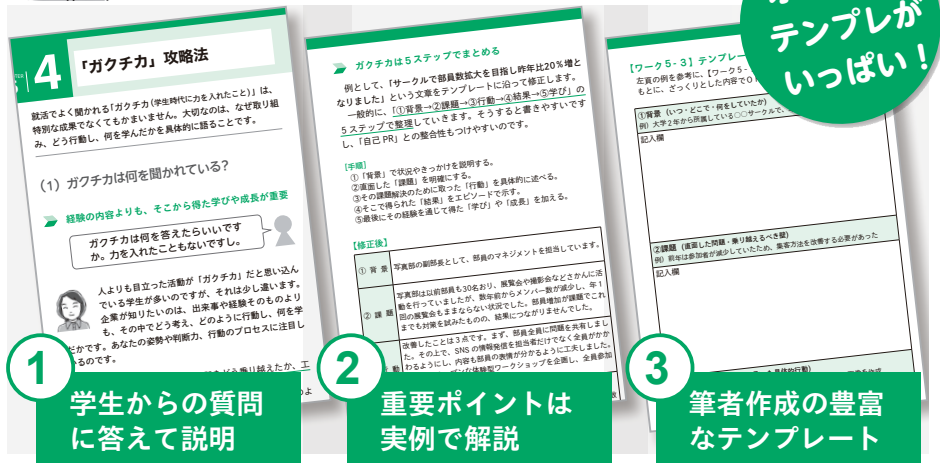 テンプレが
いっぱい！
4
「ガクチカ」攻略法
就活でよく聞かれる「ガクチカ（学生時代に力を入れたこと）」は、
特別な成果でなくてもかまいません。大切なのは、なぜ取り組
み、どう行動し、何を学んだかを具体的に語ることです。
（1）ガクチカは何を聞かれている？
経験の内容よりも、そこから得た学びや成長が重要
ガクチカは何を答えたらいいです
か。力を入れたこともないですし。
人よりも目立った活動が「ガクチカ」だと思い込ん
でいる学生が多いのですが、それは少し違います。
企業が知りたいのは、出来事や経験そのものより
も、その中でどう考え、どのように行動し、何を学
だかです。あなたの姿勢や判断力、行動のプロセスに注目し
るのです。
う乗り越えたか、工
1
学生からの質問
に答えて説明
ガクチカは5ステップでまとめる
例として、「サークルで部員数拡大を目指し昨年比20％増と
なりました」という文章をテンプレートに沿って修正します。
一般的に、「①背景→②課題→③行動→④結果→⑤学び」の
5ステップで整理していきます。そうすると書きやすいです
し、「自己PR」との整合性もつけやすいのです。
［手順］
①「背景」で状況やきっかけを説明する。
②直面した「課題」を明確にする。
③その課題解決のために取った「行動」を具体的に述べる。
④そこで得られた「結果」をエピソードで示す。
⑤最後にその経験を通じて得た「学び」や「成長」を加える。
【修正後】
①背景
写真部の副部長として、部員のマネジメントを担当しています。
②課題
写真部は以前部員も30名おり、展覧会や撮影会などさかんに活
動を行っていましたが、数年前からメンバー数が減少し、年1
回の展覧会もままならない状況でした。部員増加が課題でこれ
までも対策を試みたものの、結果につながりませんでした。
動
改善したことは3点です。まず、部員全員に問題を共有しまし
た。その上で、SNSの情報発信を担当者だけでなく全員がかか
わるようにし、内容も部員の表情が分かるように工夫しました。
な体験型ワークショップを企画し、全員参加
2
重要ポイントは
実例で解説
【ワーク5-3】テンプレー
左頁の例を参考に、【ワーク5-
もとに、ざっくりとした内容で
①背景（いつ・どこで・何をしていたか）
例）大学2年から所属している○○サークルで、
記入欄
②課題（直面した問題・乗り越えるべき壁）
例）前年は参加者が減少していたため、集客方法を改善する必要があった
記入欄
具体的行動）
3
筆者作成の豊富
なテンプレート